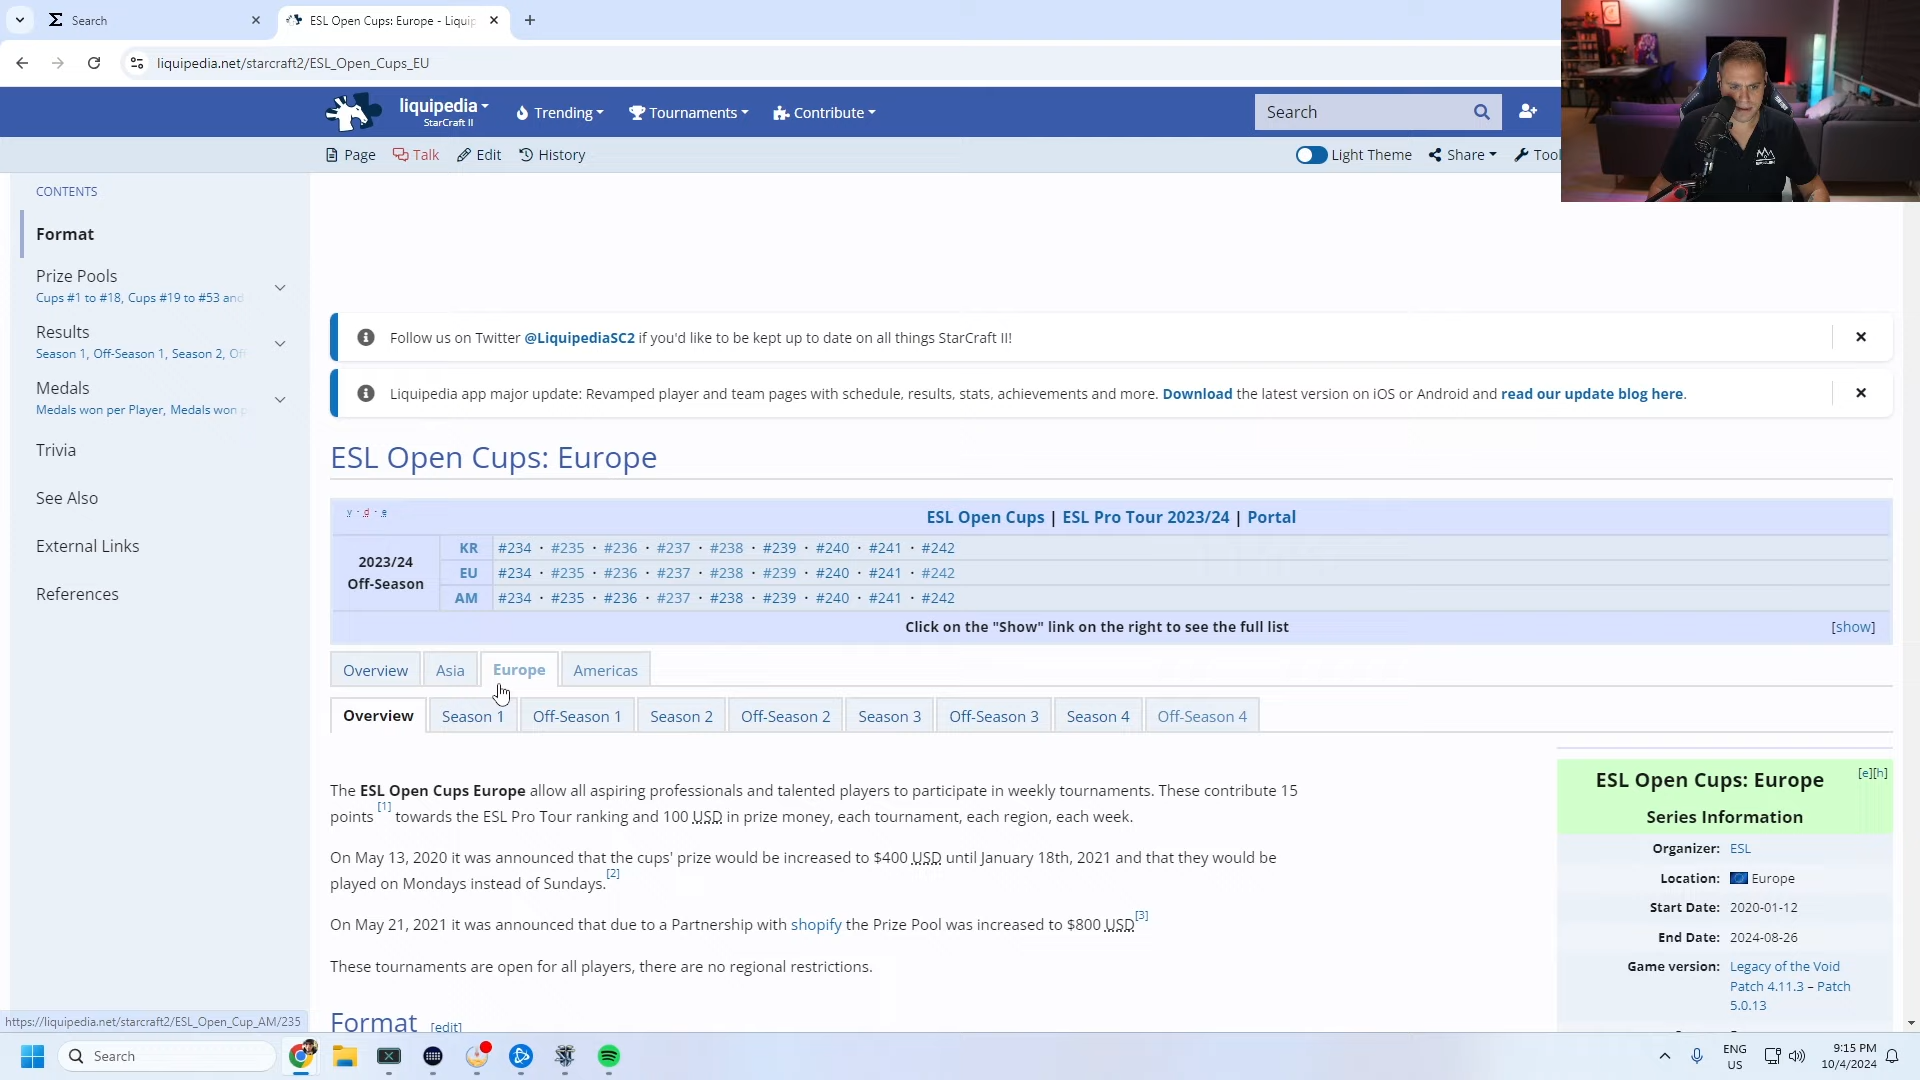 Search
ESL Open Cups: Europe - Liquip
liquipedia.net/starcraft2/ESL_Open_Cups_EU
liquipedia
StarCraft II
Trending
Tournaments
Contribute
Search
Page
Talk
Edit
History
Light Theme
Share
Tool
CONTENTS
Format
Prize Pools
Cups #1 to #18, Cups #19 to #53 and
Results
Season 1, Off-Season 1, Season 2, Of
Medals
Medals won per Player, Medals won p
Trivia
See Also
External Links
References
Follow us on Twitter @LiquipediaSC2 if you'd like to be kept up to date on all things StarCraft II!
Liquipedia app major update: Revamped player and team pages with schedule, results, stats, achievements and more. Download the latest version on iOS or Android and read our update blog here.
ESL Open Cups: Europe
v · d · e
ESL Open Cups | ESL Pro Tour 2023/24 | Portal
2023/24
Off-Season
KR #234 · #235 · #236 · #237 · #238 · #239 · #240 · #241 · #242
EU #234 · #235 · #236 · #237 · #238 · #239 · #240 · #241 · #242
AM #234 · #235 · #236 · #237 · #238 · #239 · #240 · #241 · #242
Click on the "Show" link on the right to see the full list
[show]
Overview Asia Europe Americas
Overview Season 1 Off-Season 1 Season 2 Off-Season 2 Season 3 Off-Season 3 Season 4 Off-Season 4
The ESL Open Cups Europe allow all aspiring professionals and talented players to participate in weekly tournaments. These contribute 15
points [1] towards the ESL Pro Tour ranking and 100 USD in prize money, each tournament, each region, each week.
On May 13, 2020 it was announced that the cups' prize would be increased to $400 USD until January 18th, 2021 and that they would be
played on Mondays instead of Sundays.[2]
On May 21, 2021 it was announced that due to a Partnership with shopify the Prize Pool was increased to $800 USD[3]
These tournaments are open for all players, there are no regional restrictions.
Format [edit]
ESL Open Cups: Europe
[e][h]
Series Information
Organizer: ESL
Location: Europe
Start Date: 2020-01-12
End Date: 2024-08-26
Game version: Legacy of the Void
Patch 4.11.3 – Patch
5.0.13
https://liquipedia.net/starcraft2/ESL_Open_Cup_AM/235
Search
ENG
US
9:15 PM
10/4/2024